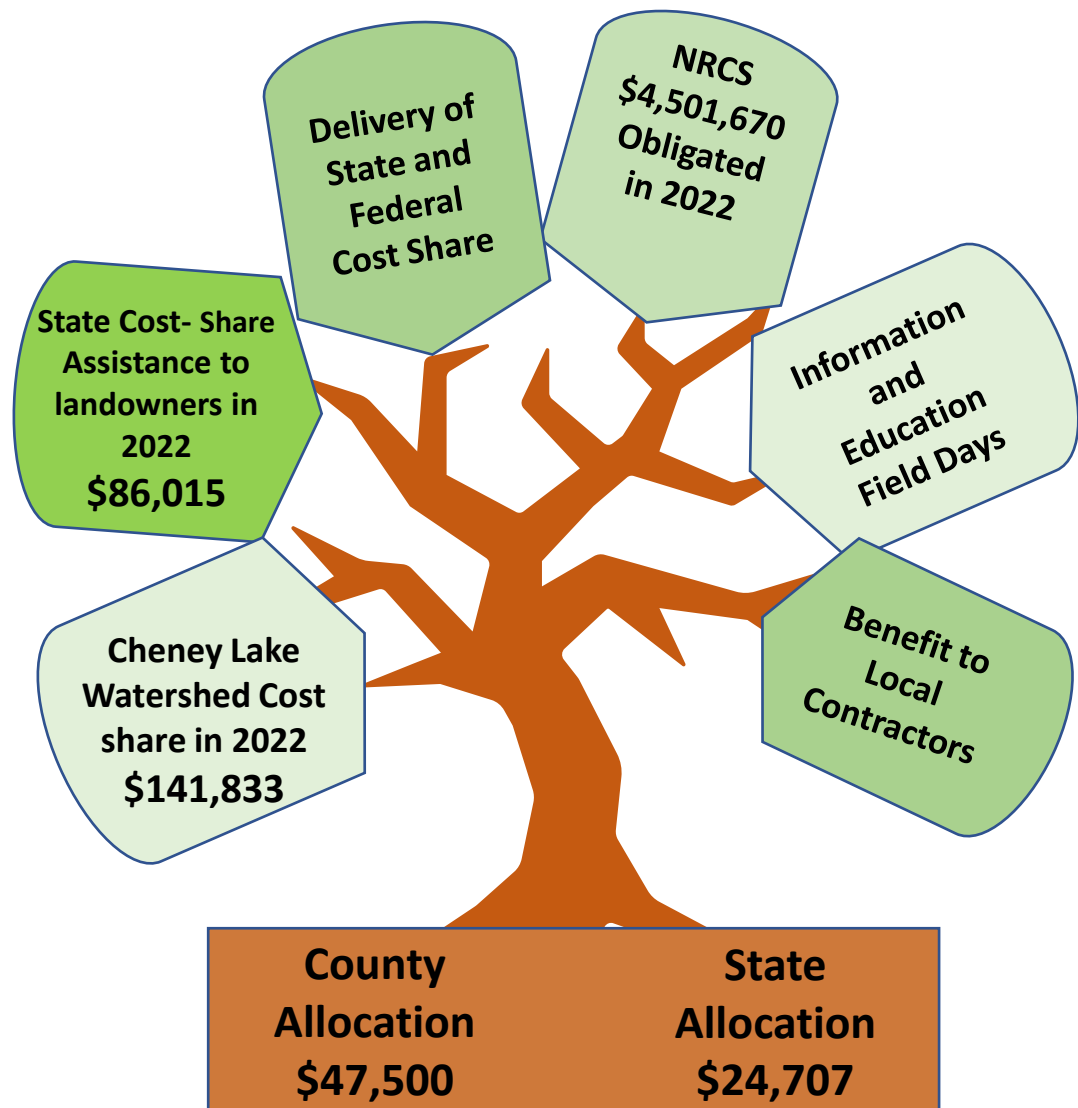 Delivery of
State and
Federal
Cost Share
NRCS
$4,501,670
Obligated
in 2022
State Cost- Share
Assistance to
landowners in
2022
$86,015
Information
and
Education
Field Days
Cheney Lake
Watershed Cost
share in 2022
$141,833
Benefit to
Local
Contractors
County
Allocation
$47,500
State
Allocation
$24,707